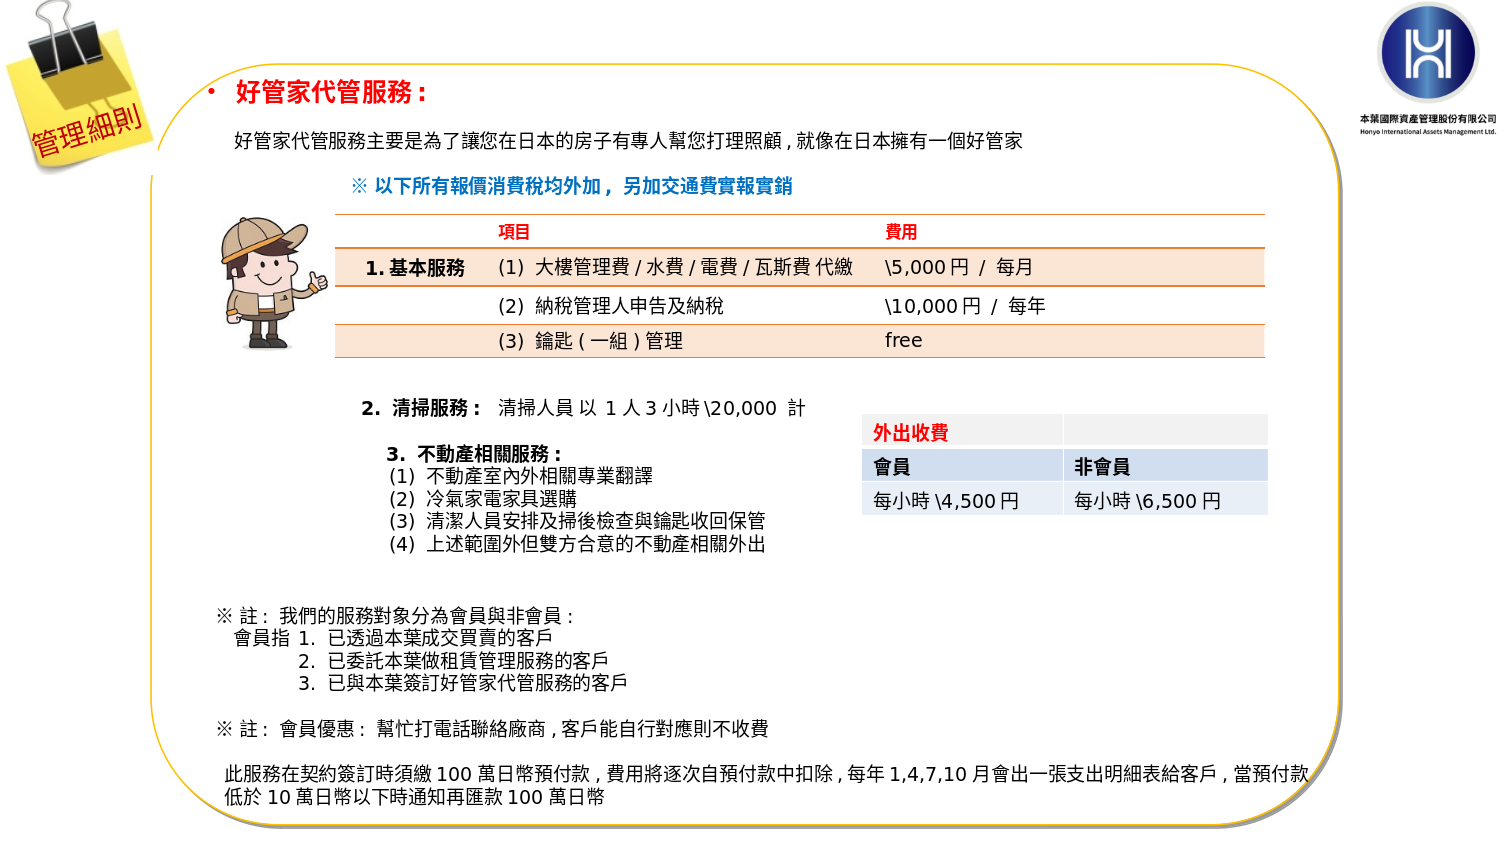 管理細則
本葉國際資產管理股份有限公司
Honyo International Assets Management Ltd.
• 好管家代管服務：
好管家代管服務主要是為了讓您在日本的房子有專人幫您打理照顧 , 就像在日本擁有一個好管家
※ 以下所有報價消費稅均外加 , 另加交通費實報實銷
項目 費用
1. 基本服務 (1) 大樓管理費 / 水費 / 電費 / 瓦斯費 代繳 \5,000 円 / 每月
(2) 納稅管理人申告及納稅 \10,000 円 / 每年
(3) 鑰匙 ( 一組 ) 管理 free
2. 清掃服務： 清掃人員 以 1 人 3 小時 \20,000 計
3. 不動產相關服務：
(1) 不動產室內外相關專業翻譯
(2) 冷氣家電家具選購
(3) 清潔人員安排及掃後檢查與鑰匙收回保管
(4) 上述範圍外但雙方合意的不動產相關外出
外出收費
會員 非會員
每小時 \4,500 円 每小時 \6,500 円
※ 註： 我們的服務對象分為會員與非會員：
會員指 1. 已透過本葉成交買賣的客戶
2. 已委託本葉做租賃管理服務的客戶
3. 已與本葉簽訂好管家代管服務的客戶
※ 註： 會員優惠： 幫忙打電話聯絡廠商 , 客戶能自行對應則不收費
此服務在契約簽訂時須繳 100 萬日幣預付款 , 費用將逐次自預付款中扣除 , 每年 1,4,7,10 月會出一張支出明細表給客戶 , 當預付款
低於 10 萬日幣以下時通知再匯款 100 萬日幣